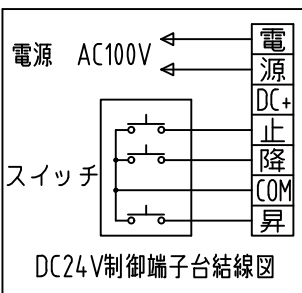 電源 AC100V
電
源
DC+
止
降
COM
昇
スイッチ
DC24V制御端子台結線図